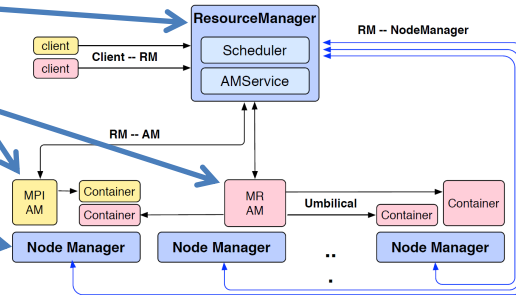 ResourceManager
RM -- NodeManager
client
Scheduler
Client -- RM
client
AMService
RM -- AM
MPI
AM
Container
Container
MR
AM
Umbilical
Container
Container
Node Manager
Node Manager
..
.
Node Manager